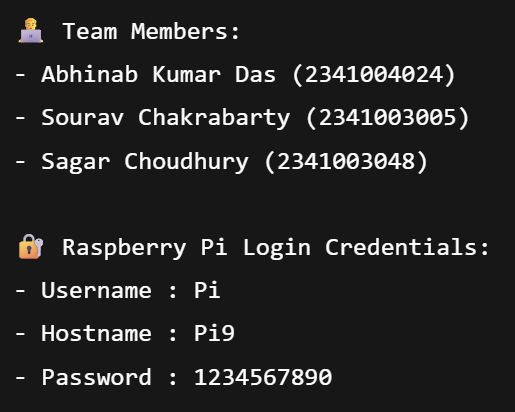 🧑‍💻 Team Members:
- Abhinab Kumar Das (2341004024)
- Sourav Chakrabarty (2341003005)
- Sagar Choudhury (2341003048)
🔐 Raspberry Pi Login Credentials:
- Username : Pi
- Hostname : Pi9
- Password : 1234567890